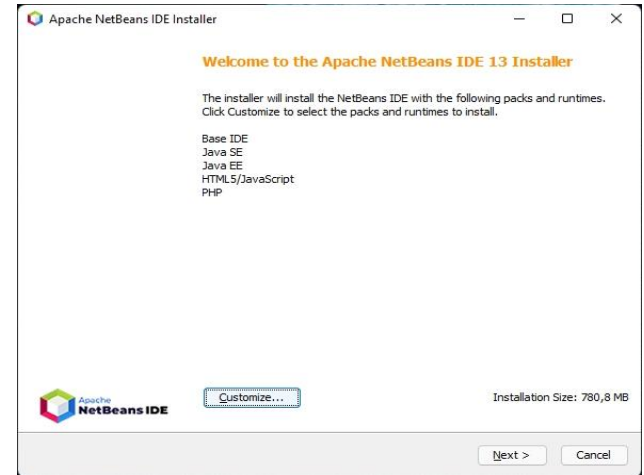 Apache NetBeans IDE Installer
Welcome to the Apache NetBeans IDE 13 Installer
The installer will install the NetBeans IDE with the following packs and runtimes.
Click Customize to select the packs and runtimes to install.
Base IDE
Java SE
Java EE
HTML5/JavaScript
PHP
Apache
NetBeans IDE
Customize...
Installation Size: 780,8 MB
Next >
Cancel